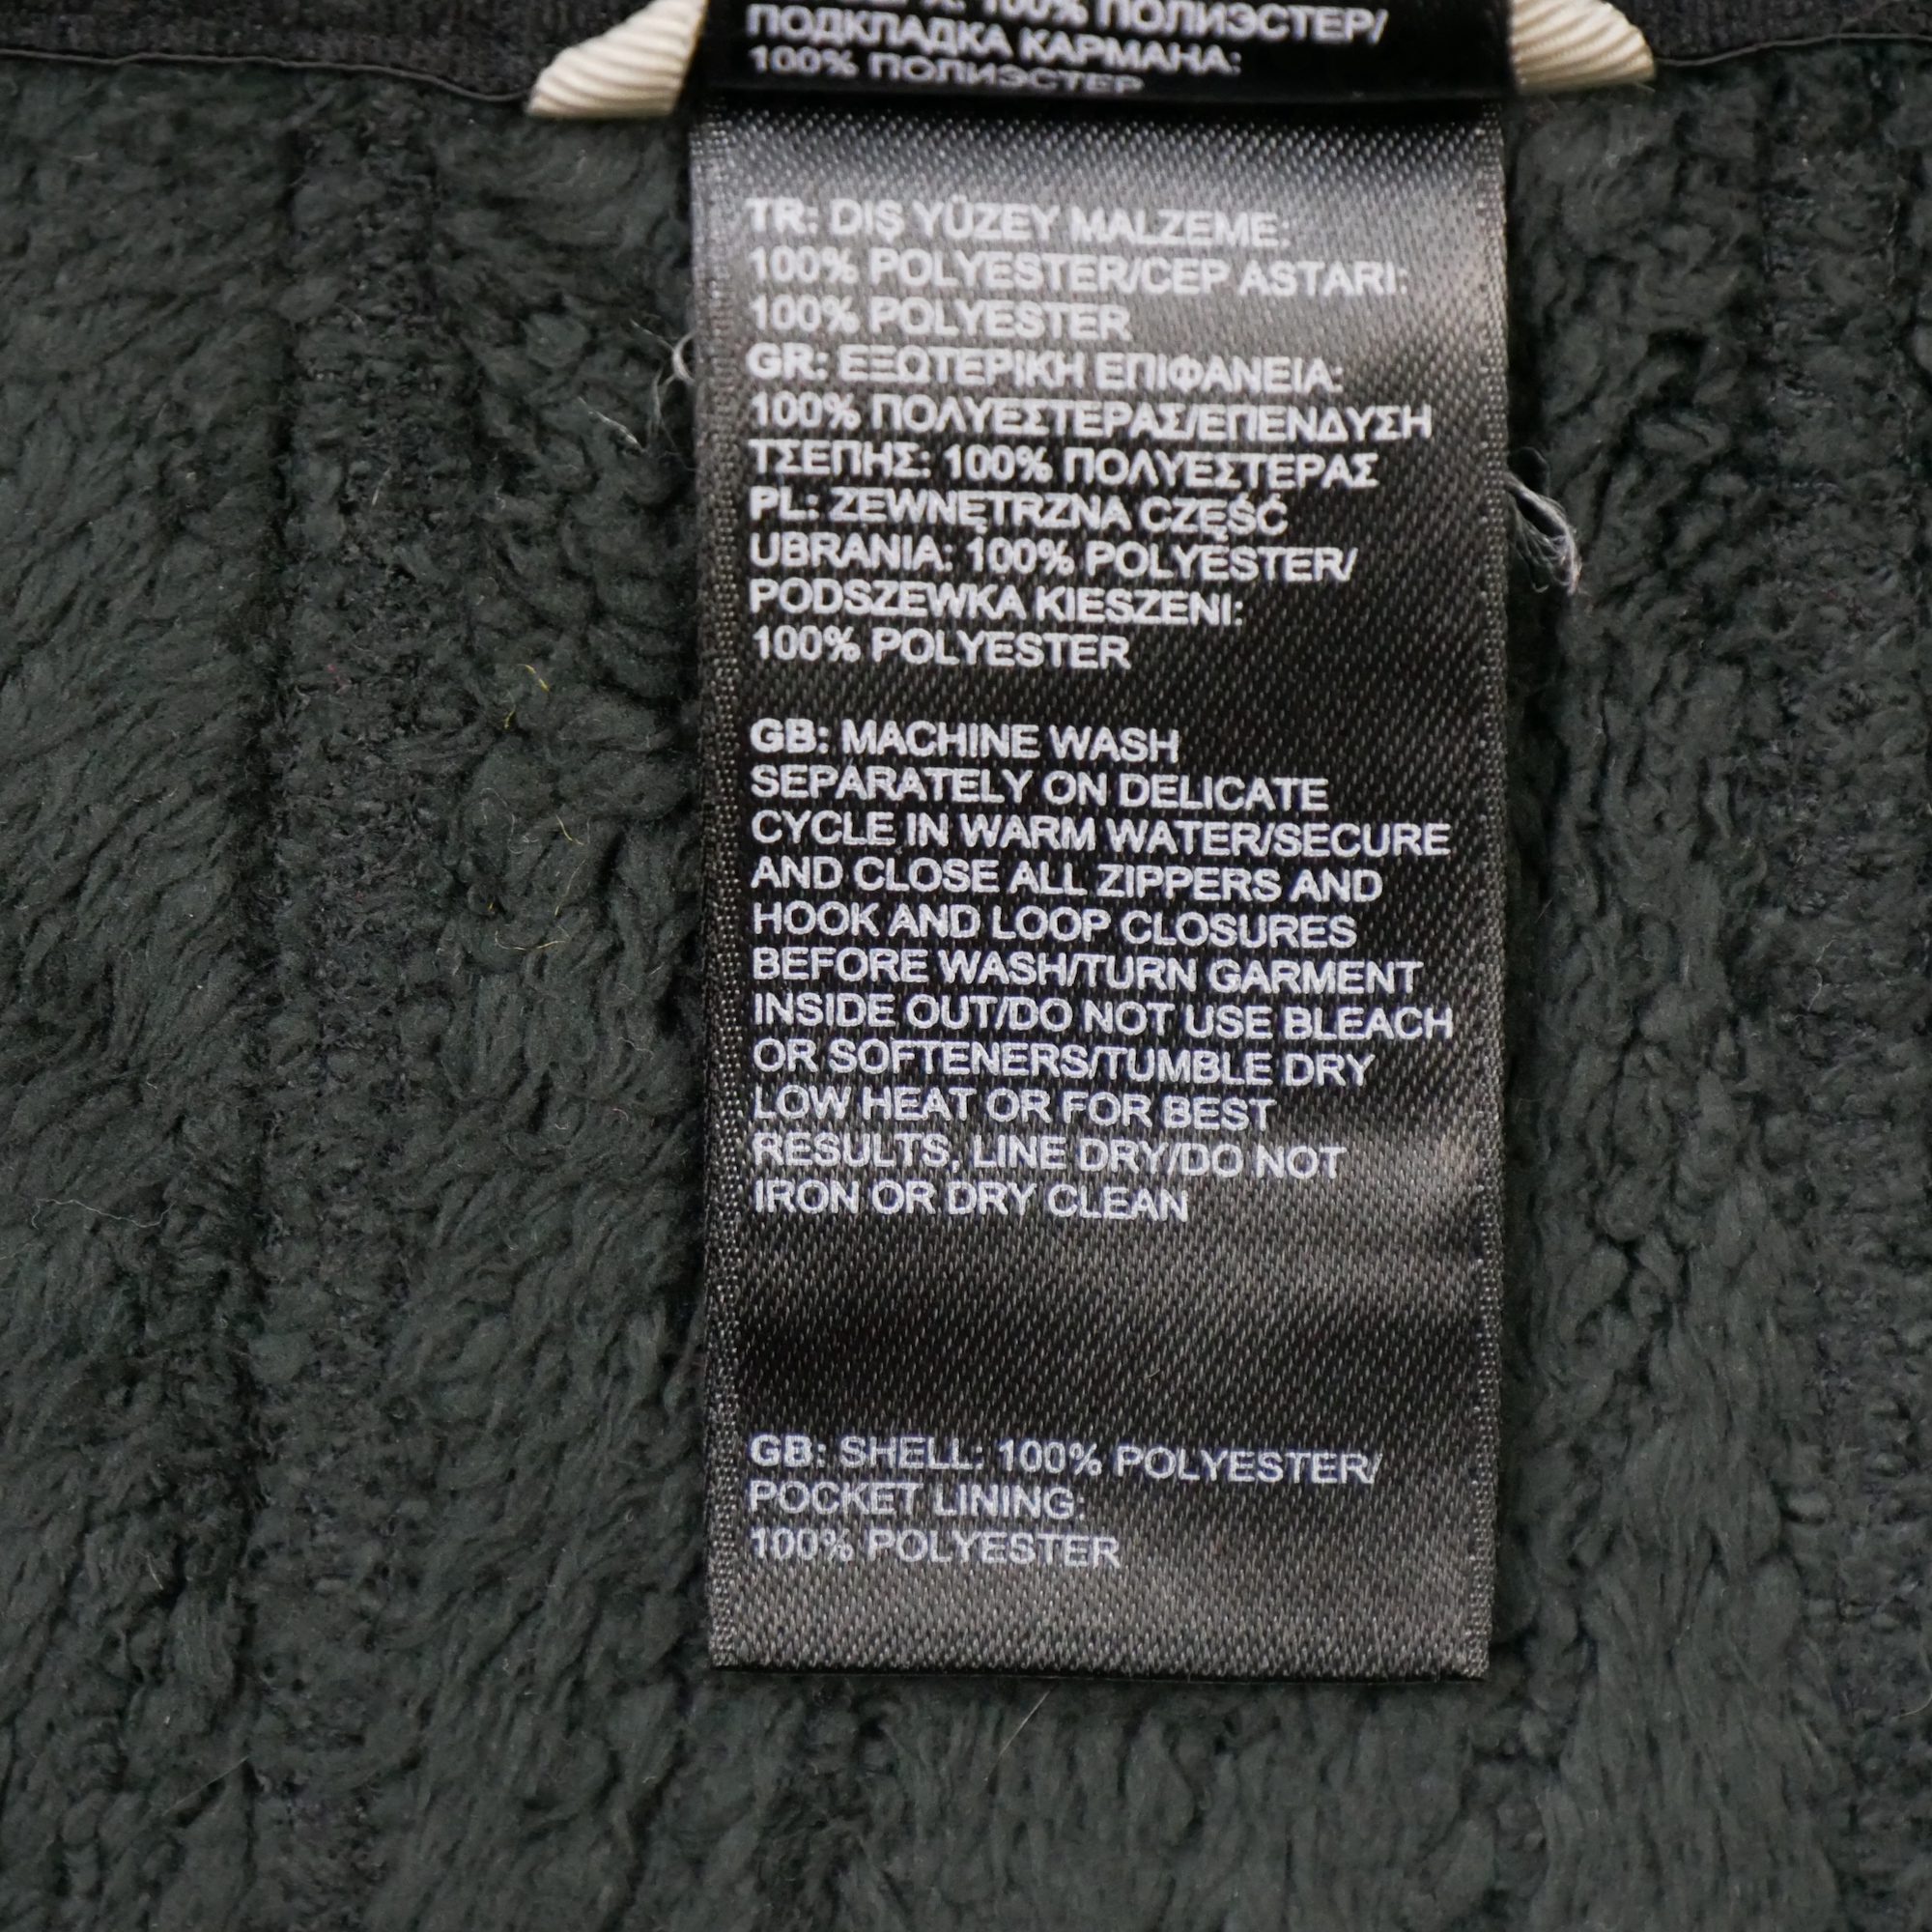 100% ПОЛИЭСТЕР/
ПОДКЛАДКА КАРМАНА:
100% ПОЛИЭСТЕР
TR: DIŞ YÜZEY MALZEME:
100% POLYESTER/CEP ASTARI:
100% POLYESTER
GR: ΕΞΩΤΕΡΙΚΗ ΕΠΙΦΑΝΕΙΑ:
100% ΠΟΛΥΕΣΤΕΡΑΣ/ΕΠΕΝΔΥΣΗ
ΤΣΕΠΗΣ: 100% ΠΟΛΥΕΣΤΕΡΑΣ
PL: ZEWNĘTRZNA CZĘŚĆ
UBRANIA: 100% POLYESTER/
PODSZEWKA KIESZENI:
100% POLYESTER
GB: MACHINE WASH
SEPARATELY ON DELICATE
CYCLE IN WARM WATER/SECURE
AND CLOSE ALL ZIPPERS AND
HOOK AND LOOP CLOSURES
BEFORE WASH/TURN GARMENT
INSIDE OUT/DO NOT USE BLEACH
OR SOFTENERS/TUMBLE DRY
LOW HEAT OR FOR BEST
RESULTS, LINE DRY/DO NOT
IRON OR DRY CLEAN
GB: SHELL: 100% POLYESTER/
POCKET LINING:
100% POLYESTER